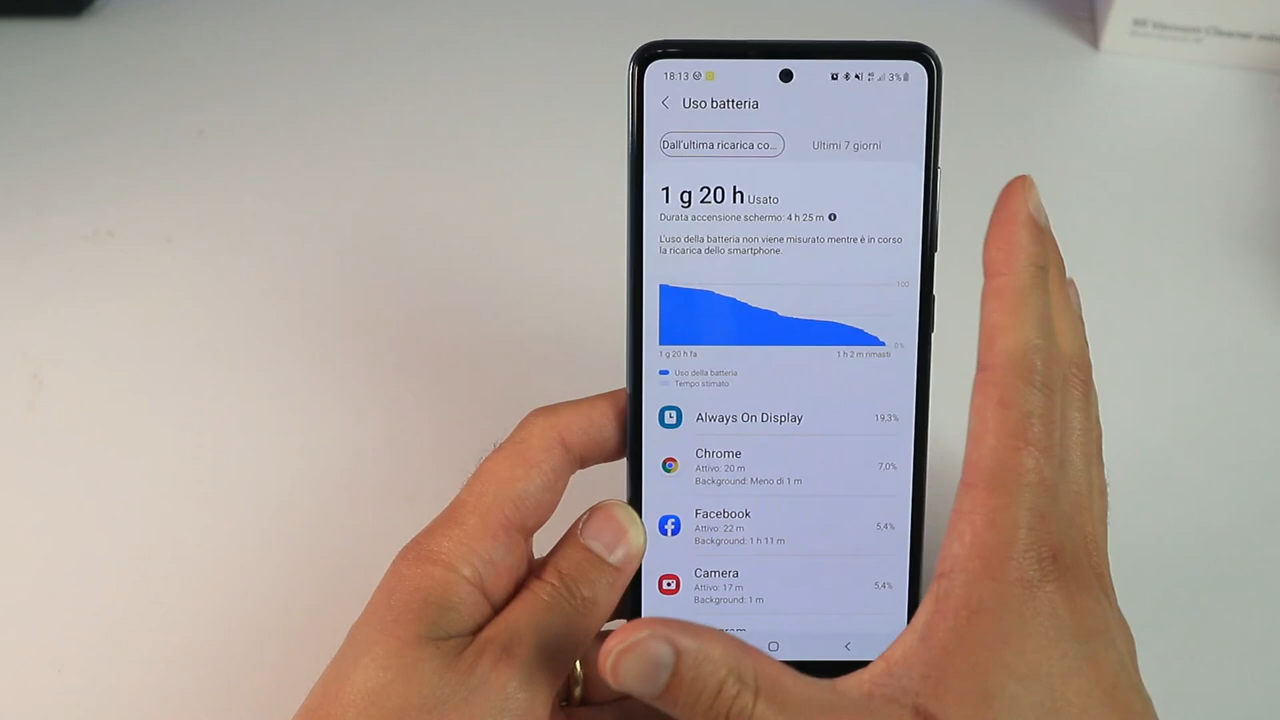 18:13
3%
Uso batteria
Dall'ultima ricarica co...
Ultimi 7 giorni
1 g 20 h Usato
Durata accensione schermo: 4 h 25 m
L'uso della batteria non viene misurato mentre è in corso
la ricarica dello smartphone.
100
0%
1 g 20 h fa
1 h 2 m rimasti
Uso della batteria
Tempo stimato
Always On Display
19,3%
Chrome
Attivo: 20 m
7,0%
Background: Meno di 1 m
Facebook
Attivo: 22 m
5,4%
Background: 1 h 11 m
Camera
Attivo: 17 m
5,4%
Background: 1 m